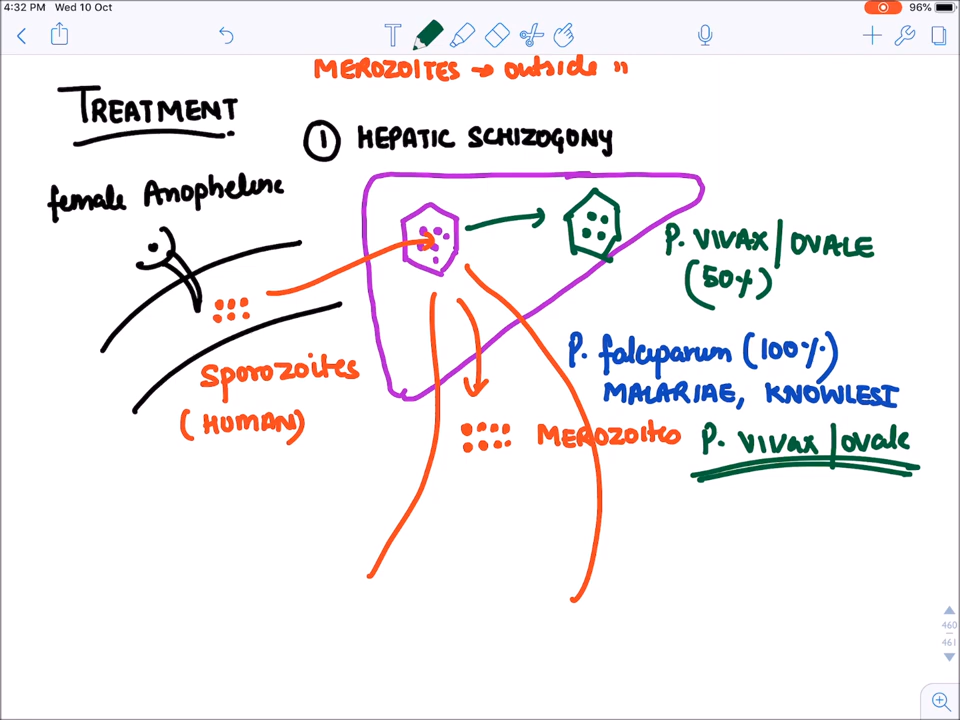 4:32 PM Wed 10 Oct
96%
MEROZOITES → outside "
TREATMENT
① HEPATIC SCHIZOGONY
female Anophelene
P. VIVAX / OVALE
(50%)
P. falciparum (100%)
MALARIAE, KNOWLESI
Sporozoites
(HUMAN)
MEROZOITES
P. vivax / ovale
460
461